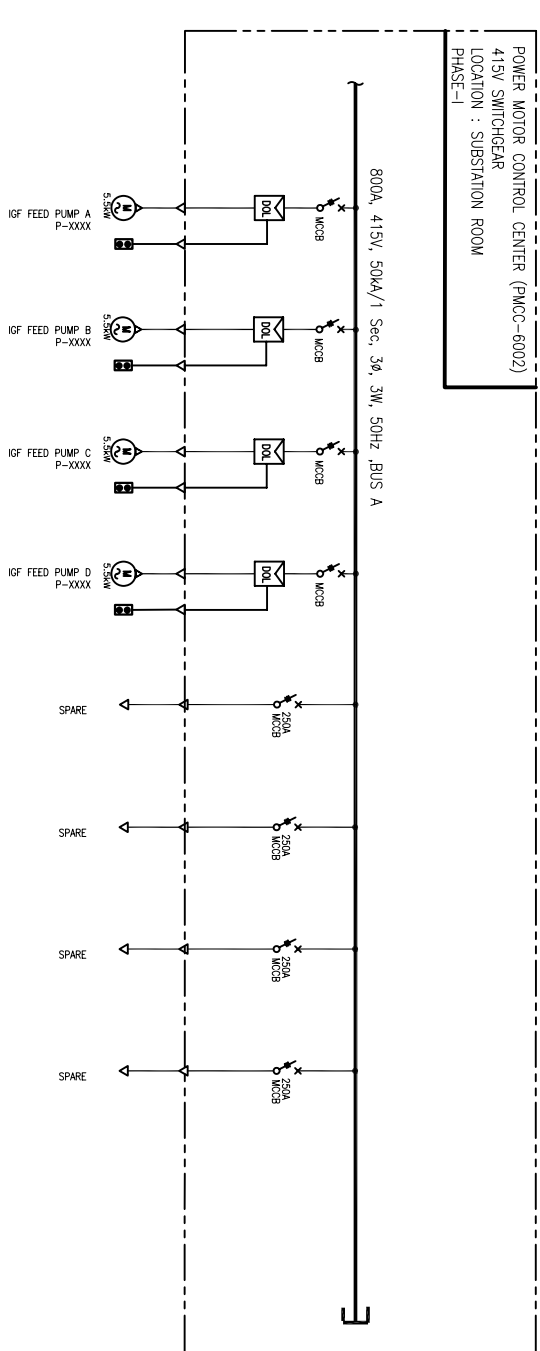 POWER MOTOR CONTROL CENTER (PMCC-6002)
415V SWITCHGEAR
LOCATION : SUBSTATION ROOM
PHASE-I
800A, 415V, 50kA/1 Sec, 3Ø, 3W, 50Hz ,BUS A
MCCB
DOL
M
5.5kW
IGF FEED PUMP A
P-XXXX
MCCB
DOL
M
5.5kW
IGF FEED PUMP B
P-XXXX
MCCB
DOL
M
5.5kW
IGF FEED PUMP C
P-XXXX
MCCB
DOL
M
5.5kW
IGF FEED PUMP D
P-XXXX
250A
MCCB
SPARE
250A
MCCB
SPARE
250A
MCCB
SPARE
250A
MCCB
SPARE